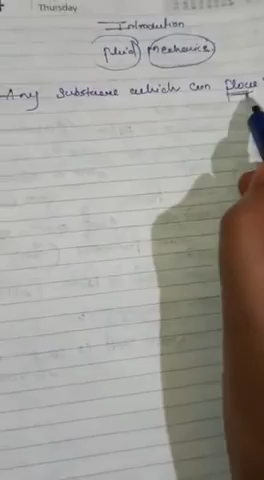 Thursday
Introduction
fluid mechanics
Any substance which can flow